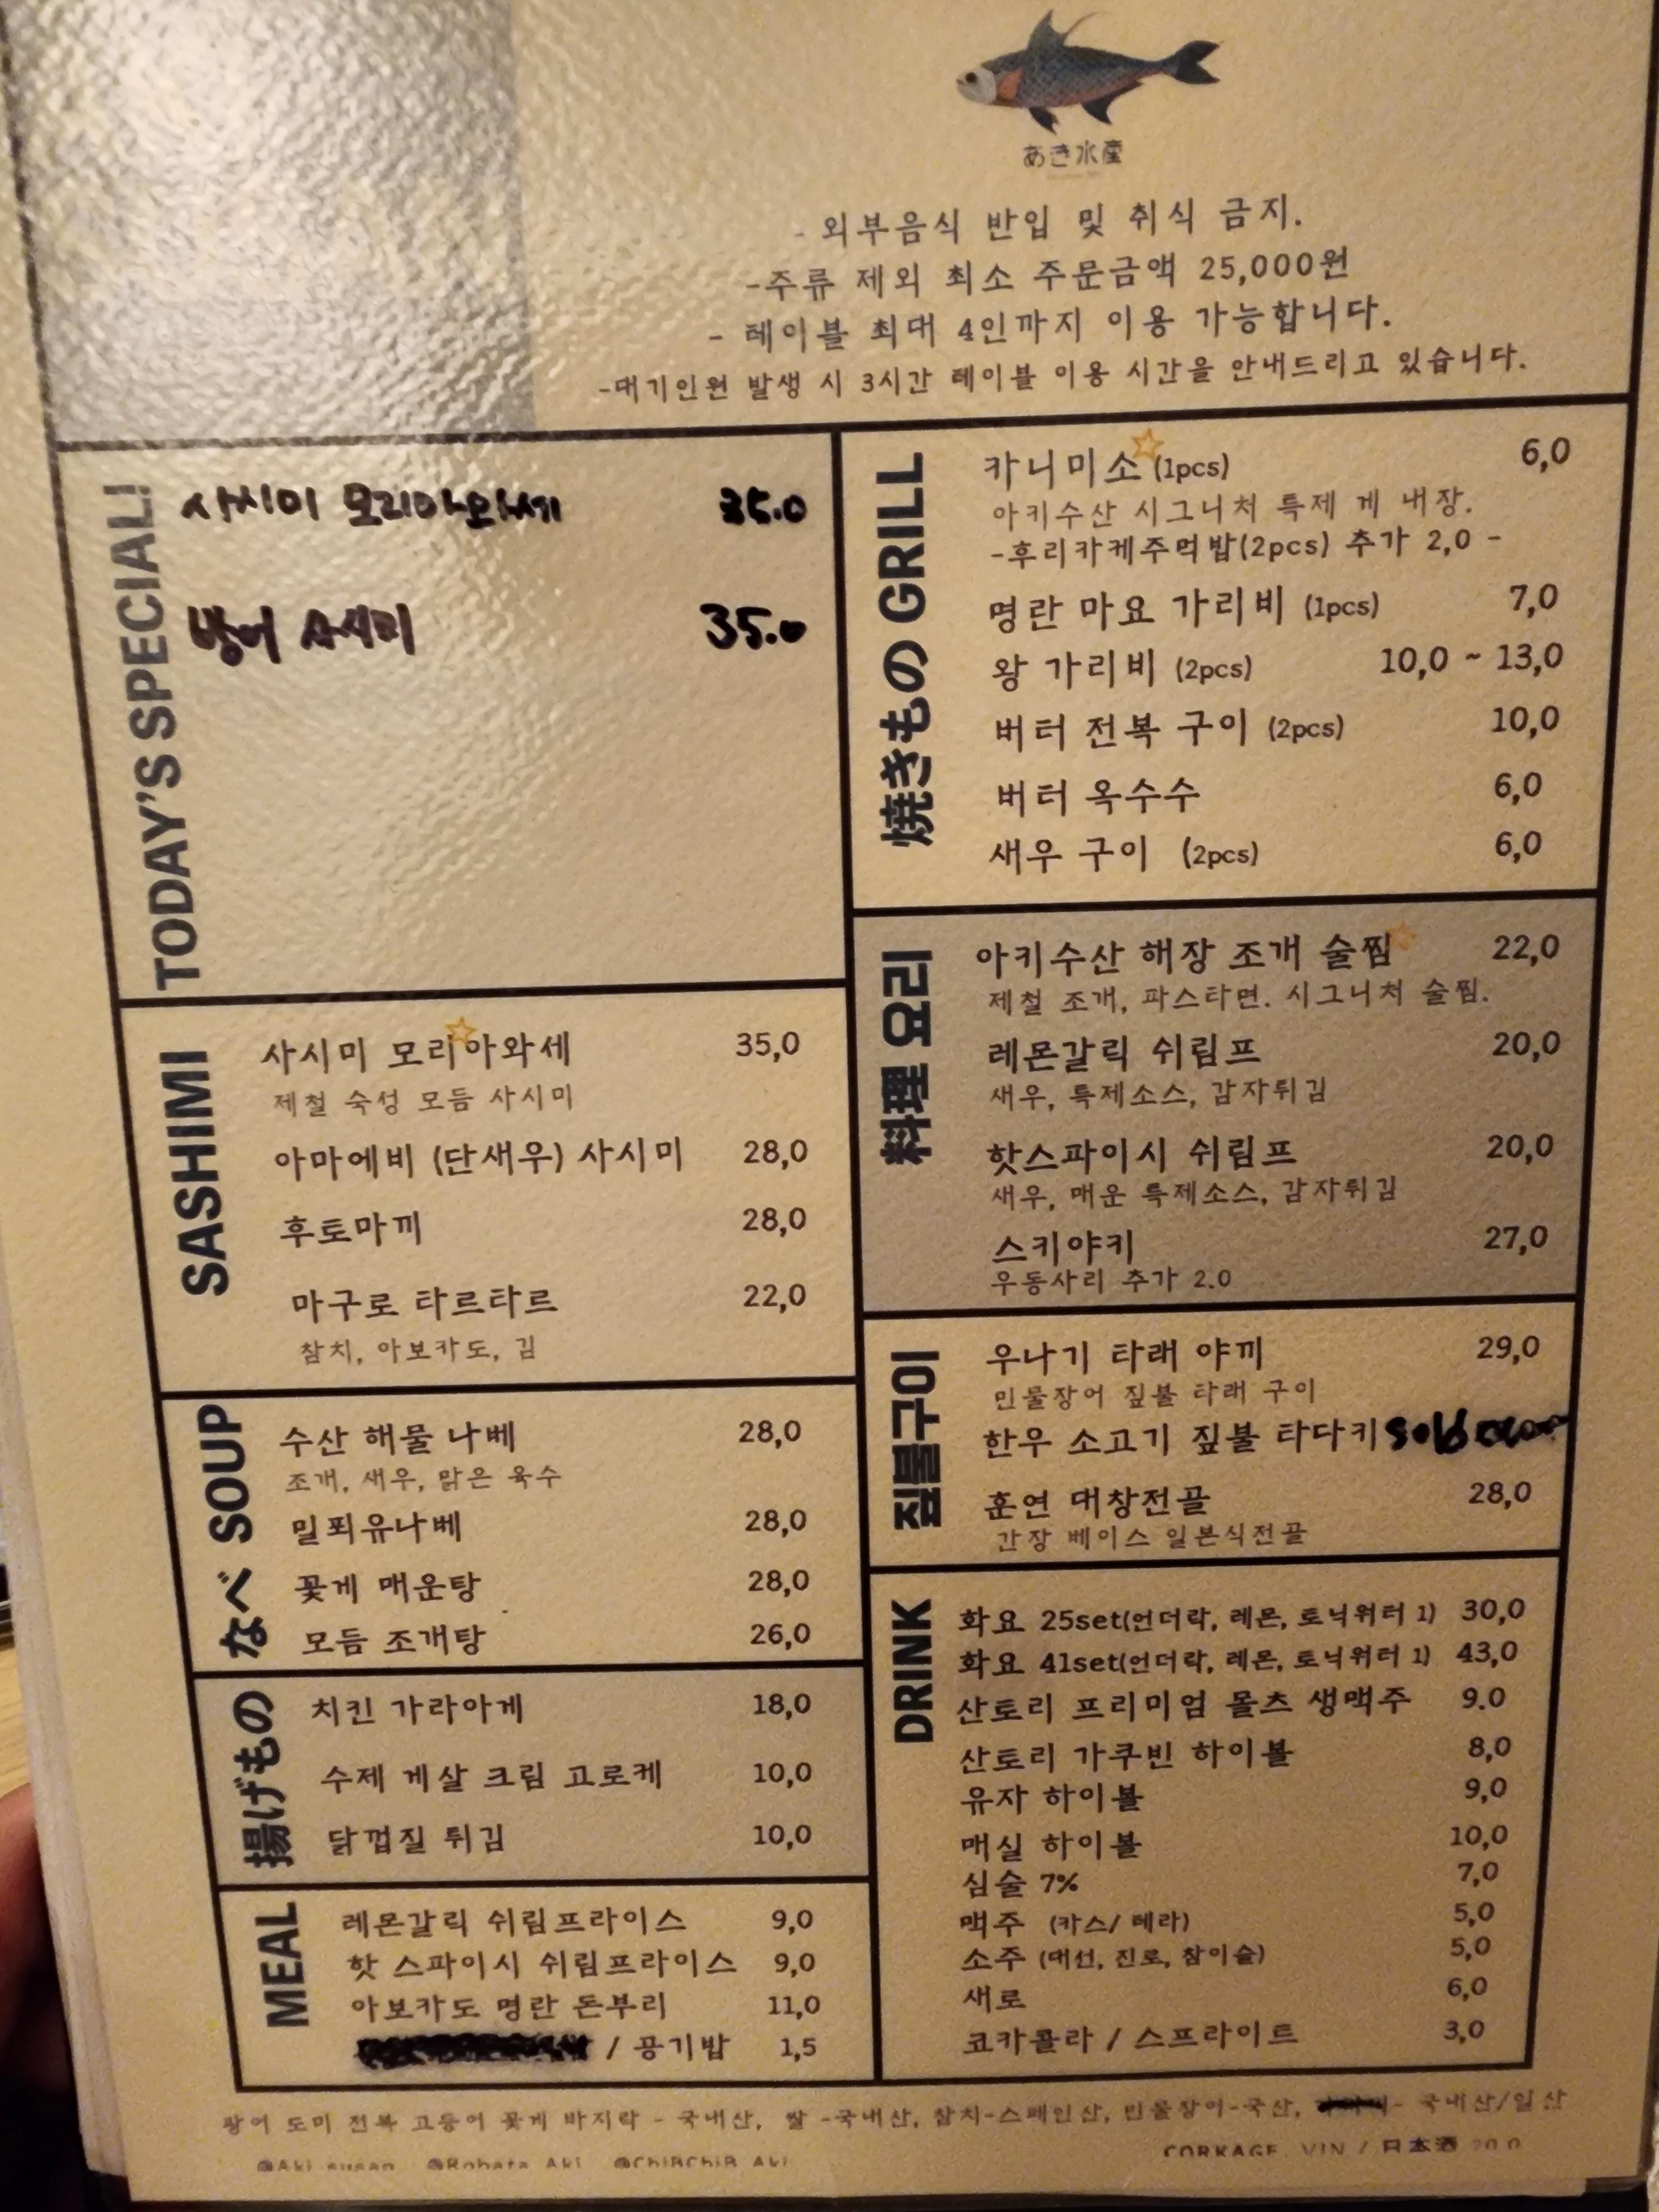 あき水産
- 외부음식 반입 및 취식 금지.
-주류 제외 최소 주문금액 25,000원
- 테이블 최대 4인까지 이용 가능합니다.
-대기인원 발생 시 3시간 테이블 이용 시간을 안내드리고 있습니다.
TODAY'S SPECIAL!
사시미 모리아와세 35.0
방어 사시미 35.0
SASHIMI
사시미 모리아와세 35,0
제철 숙성 모듬 사시미
아마에비 (단새우) 사시미 28,0
후토마끼 28,0
마구로 타르타르 22,0
참치, 아보카도, 김
なべ SOUP
수산 해물 나베 28,0
조개, 새우, 맑은 육수
밀푀유나베 28,0
꽃게 매운탕 28,0
모듬 조개탕 26,0
揚げもの
치킨 가라아게 18,0
수제 게살 크림 고로케 10,0
닭껍질 튀김 10,0
MEAL
레몬갈릭 쉬림프라이스 9,0
핫 스파이시 쉬림프라이스 9,0
아보카도 명란 돈부리 11,0
/ 공기밥 1,5
焼きもの GRILL
카니미소 (1pcs) 6,0
아키수산 시그니처 특제 게 내장.
-후리카케주먹밥(2pcs) 추가 2,0 -
명란 마요 가리비 (1pcs) 7,0
왕 가리비 (2pcs) 10,0 ~ 13,0
버터 전복 구이 (2pcs) 10,0
버터 옥수수 6,0
새우 구이 (2pcs) 6,0
料理 요리
아키수산 해장 조개 술찜 22,0
제철 조개, 파스타면. 시그니처 술찜.
레몬갈릭 쉬림프 20,0
새우, 특제소스, 감자튀김
핫스파이시 쉬림프 20,0
새우, 매운 특제소스, 감자튀김
스키야키 27,0
우동사리 추가 2.0
짚불구이
우나기 타래 야끼 29,0
민물장어 짚불 타래 구이
한우 소고기 짚불 타다키 sold
훈연 대창전골 28,0
간장 베이스 일본식전골
DRINK
화요 25set(언더락, 레몬, 토닉워터 1) 30,0
화요 41set(언더락, 레몬, 토닉워터 1) 43,0
산토리 프리미엄 몰츠 생맥주 9.0
산토리 가쿠빈 하이볼 8,0
유자 하이볼 9,0
매실 하이볼 10,0
심술 7% 7,0
맥주 (카스/ 테라) 5,0
소주 (대선, 진로, 참이슬) 5,0
새로 6,0
코카콜라 / 스프라이트 3,0
광어 도미 전복 고등어 꽃게 바지락 - 국내산, 쌀 -국내산, 참치-스페인산, 민물장어-국산, - 국내산/일산
CORKAGE. VIN / 日本酒 20.0
@Robata_Aki @ChiBChiB_Aki